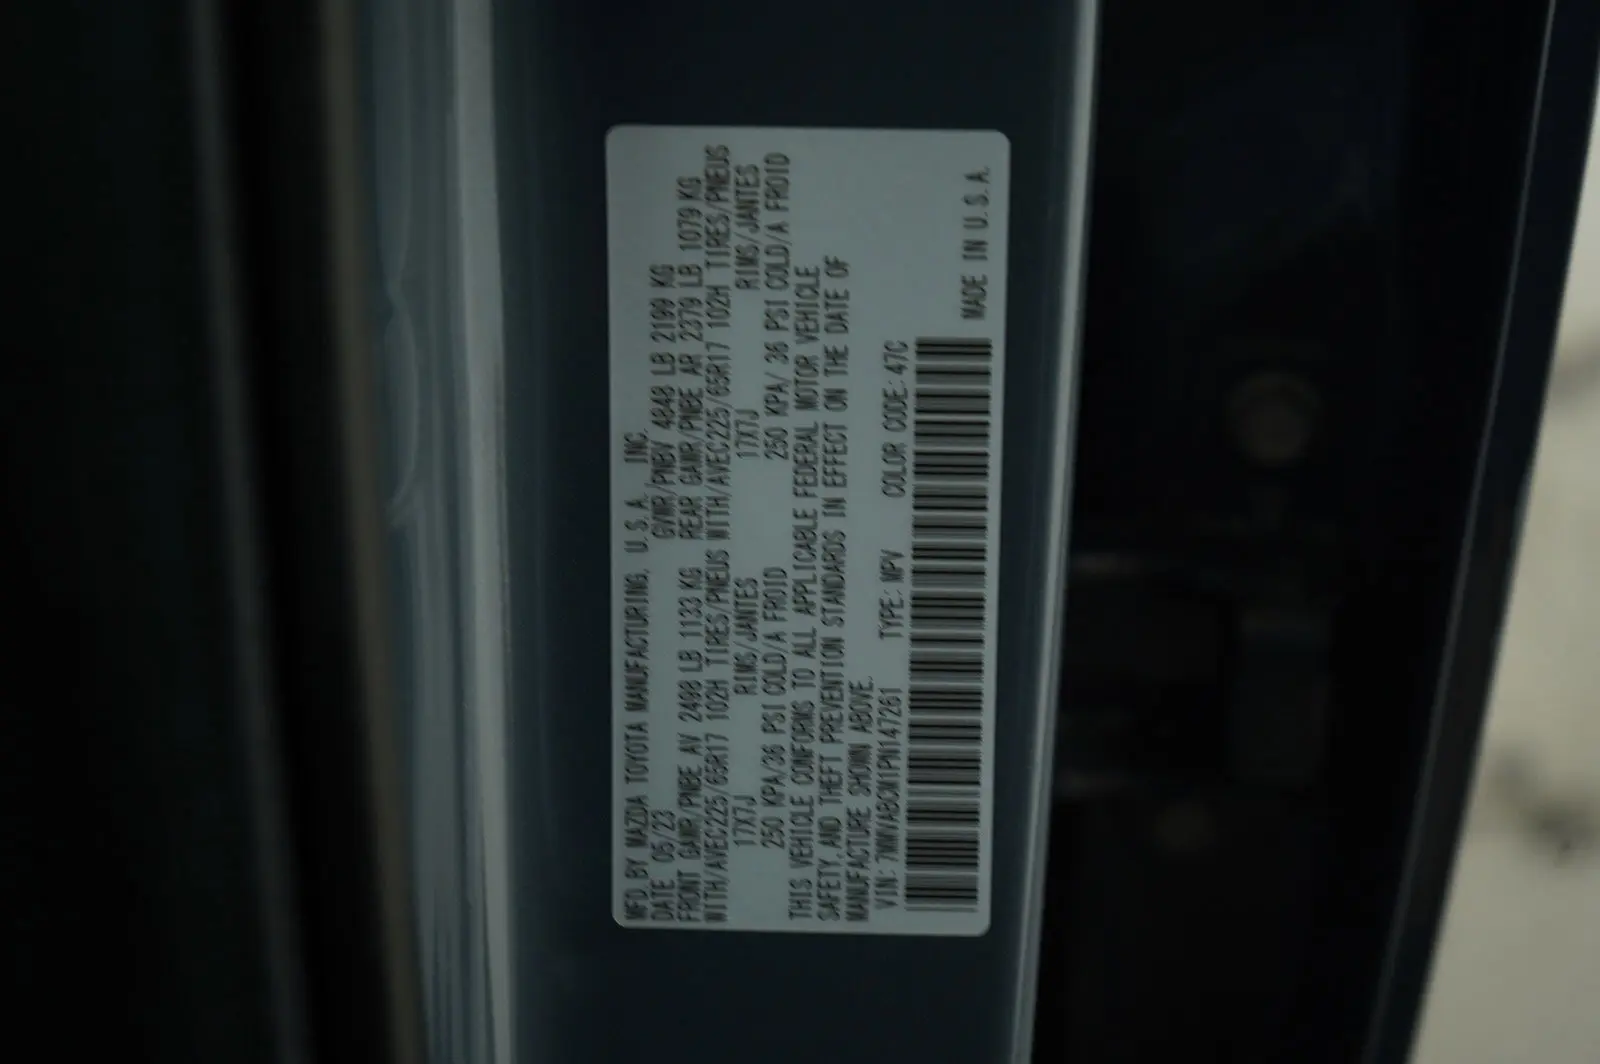 MFD.BY MAZDA TOYOTA MANUFACTURING, U.S.A. INC.
DATE 05/23 GVWR/PNBV 4848 LB 2199 KG
FRONT GAWR/PNBE AV 2498 LB 1133 KG REAR GAWR/PNBE AR 2379 LB 1079 KG
WITH/AVEC225/65R17 102H TIRES/PNEUS WITH/AVEC225/65R17 102H TIRES/PNEUS
17X7J RIMS/JANTES 17X7J RIMS/JANTES
250 KPA/36 PSI COLD/A FROID 250 KPA/ 36 PSI COLD/A FROID
THIS VEHICLE CONFORMS TO ALL APPLICABLE FEDERAL MOTOR VEHICLE
SAFETY,AND THEFT PREVENTION STANDARDS IN EFFECT ON THE DATE OF
MANUFACTURE SHOWN ABOVE.
VIN: 7MMVABCM1PN147261 TYPE: MPV COLOR CODE: 47C
MADE IN U.S.A.